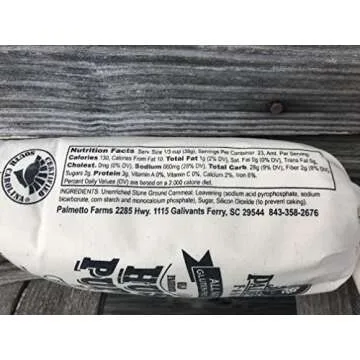 CERTIFIED
SOUTH CAROLINA
Nutrition Facts Serv. Size 1/3 cup (38g), Servings Per Container: 23, Amt. Per Serving:
Calories 130, Calories From Fat 10. Total Fat 1g (2% DV), Sat. Fat 0g (0% DV), Trans Fat 0g,
Cholest. 0mg (0% DV), Sodium 660mg (28% DV), Total Carb 28g (9% DV), Fiber 2g (8% DV),
Sugars 2g, Protein 3g, Vitamin A 0%, Vitamin C 0%, Calcium 2%, Iron 8%.
Percent Daily Values (DV) are based on a 2,000 calorie diet.
INGREDIENTS: Unenriched Stone Ground Cornmeal, Leavening (sodium acid pyrophosphate, sodium
bicarbonate, corn starch and monocalcium phosphate), Sugar, Silicon Dioxide (to prevent caking).
Palmetto Farms 2285 Hwy. 1115 Galivants Ferry, SC 29544 843-358-2676